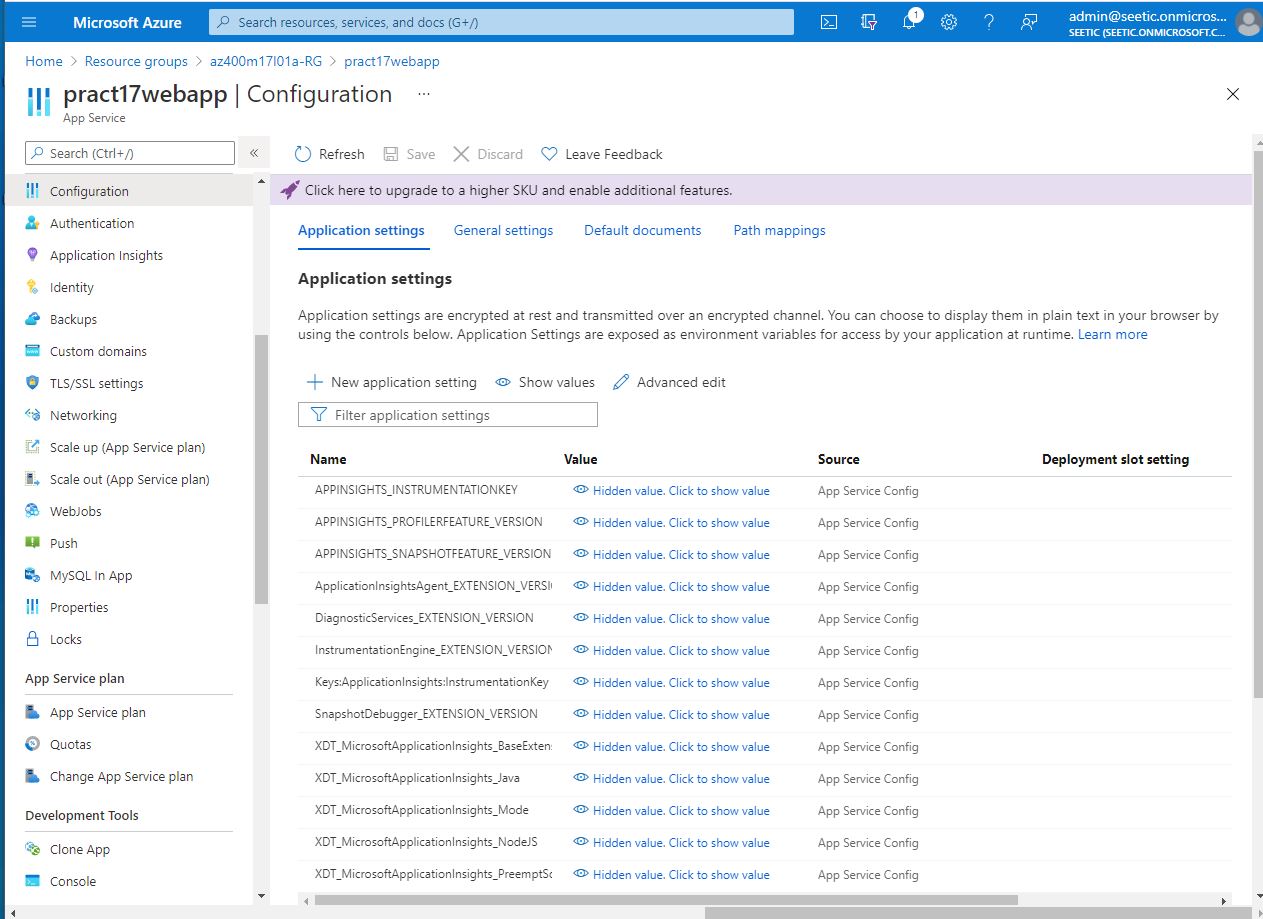 Microsoft Azure
Search resources, services, and docs (G+/)
1
admin@seetic.onmicros...
SEETIC (SEETIC.ONMICROSOFT.C...
Home > Resource groups > az400m17l01a-RG > pract17webapp
pract17webapp | Configuration ...
App Service
Search (Ctrl+/)
«
Configuration
Authentication
Application Insights
Identity
Backups
Custom domains
TLS/SSL settings
Networking
Scale up (App Service plan)
Scale out (App Service plan)
WebJobs
Push
MySQL In App
Properties
Locks
App Service plan
App Service plan
Quotas
Change App Service plan
Development Tools
Clone App
Console
Refresh Save Discard Leave Feedback
Click here to upgrade to a higher SKU and enable additional features.
Application settings General settings Default documents Path mappings
Application settings
Application settings are encrypted at rest and transmitted over an encrypted channel. You can choose to display them in plain text in your browser by
using the controls below. Application Settings are exposed as environment variables for access by your application at runtime. Learn more
New application setting Show values Advanced edit
Filter application settings
Name Value Source Deployment slot setting
APPINSIGHTS_INSTRUMENTATIONKEY Hidden value. Click to show value App Service Config
APPINSIGHTS_PROFILERFEATURE_VERSION Hidden value. Click to show value App Service Config
APPINSIGHTS_SNAPSHOTFEATURE_VERSION Hidden value. Click to show value App Service Config
ApplicationInsightsAgent_EXTENSION_VERSI Hidden value. Click to show value App Service Config
DiagnosticServices_EXTENSION_VERSION Hidden value. Click to show value App Service Config
InstrumentationEngine_EXTENSION_VERSION Hidden value. Click to show value App Service Config
Keys:ApplicationInsights:InstrumentationKey Hidden value. Click to show value App Service Config
SnapshotDebugger_EXTENSION_VERSION Hidden value. Click to show value App Service Config
XDT_MicrosoftApplicationInsights_BaseExten Hidden value. Click to show value App Service Config
XDT_MicrosoftApplicationInsights_Java Hidden value. Click to show value App Service Config
XDT_MicrosoftApplicationInsights_Mode Hidden value. Click to show value App Service Config
XDT_MicrosoftApplicationInsights_NodeJS Hidden value. Click to show value App Service Config
XDT_MicrosoftApplicationInsights_PreemptS Hidden value. Click to show value App Service Config